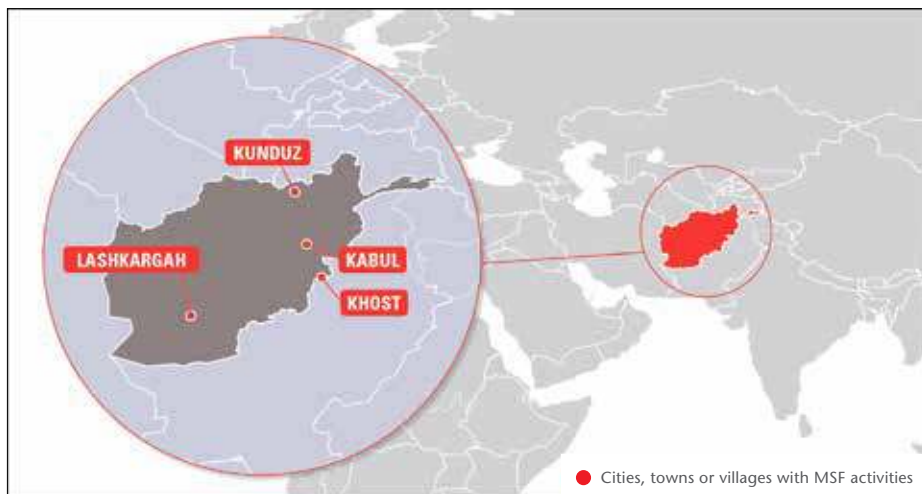 KUNDUZ
LASHKARGAH
KABUL
KHOST
Cities, towns or villages with MSF activities